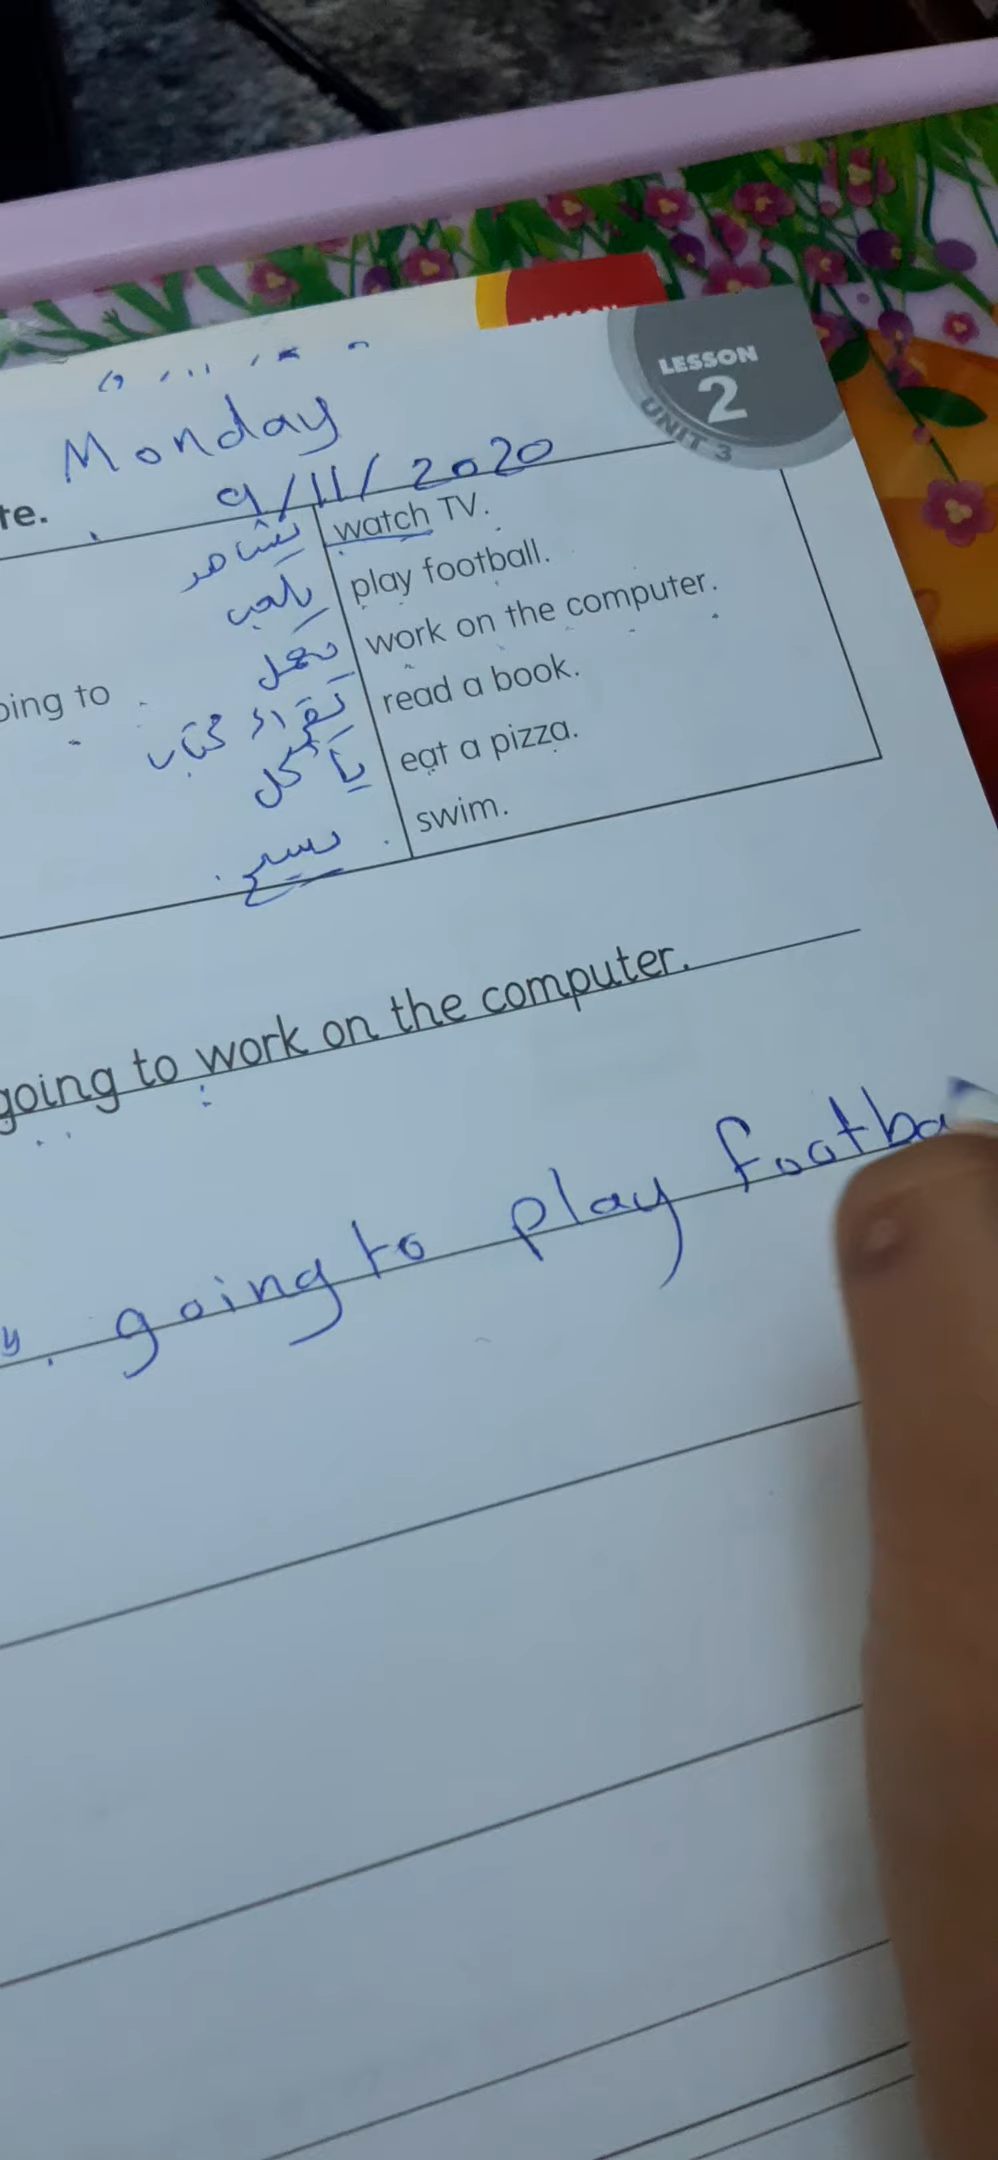 LESSON
2
UNIT 3
Monday
9/11/2020
te.
يشاهد watch TV.
يلعب play football.
يعمل work on the computer.
oing to يقراء كتاب read a book.
يأكل eat a pizza.
يسبح swim.
going to work on the computer.
going to play footba